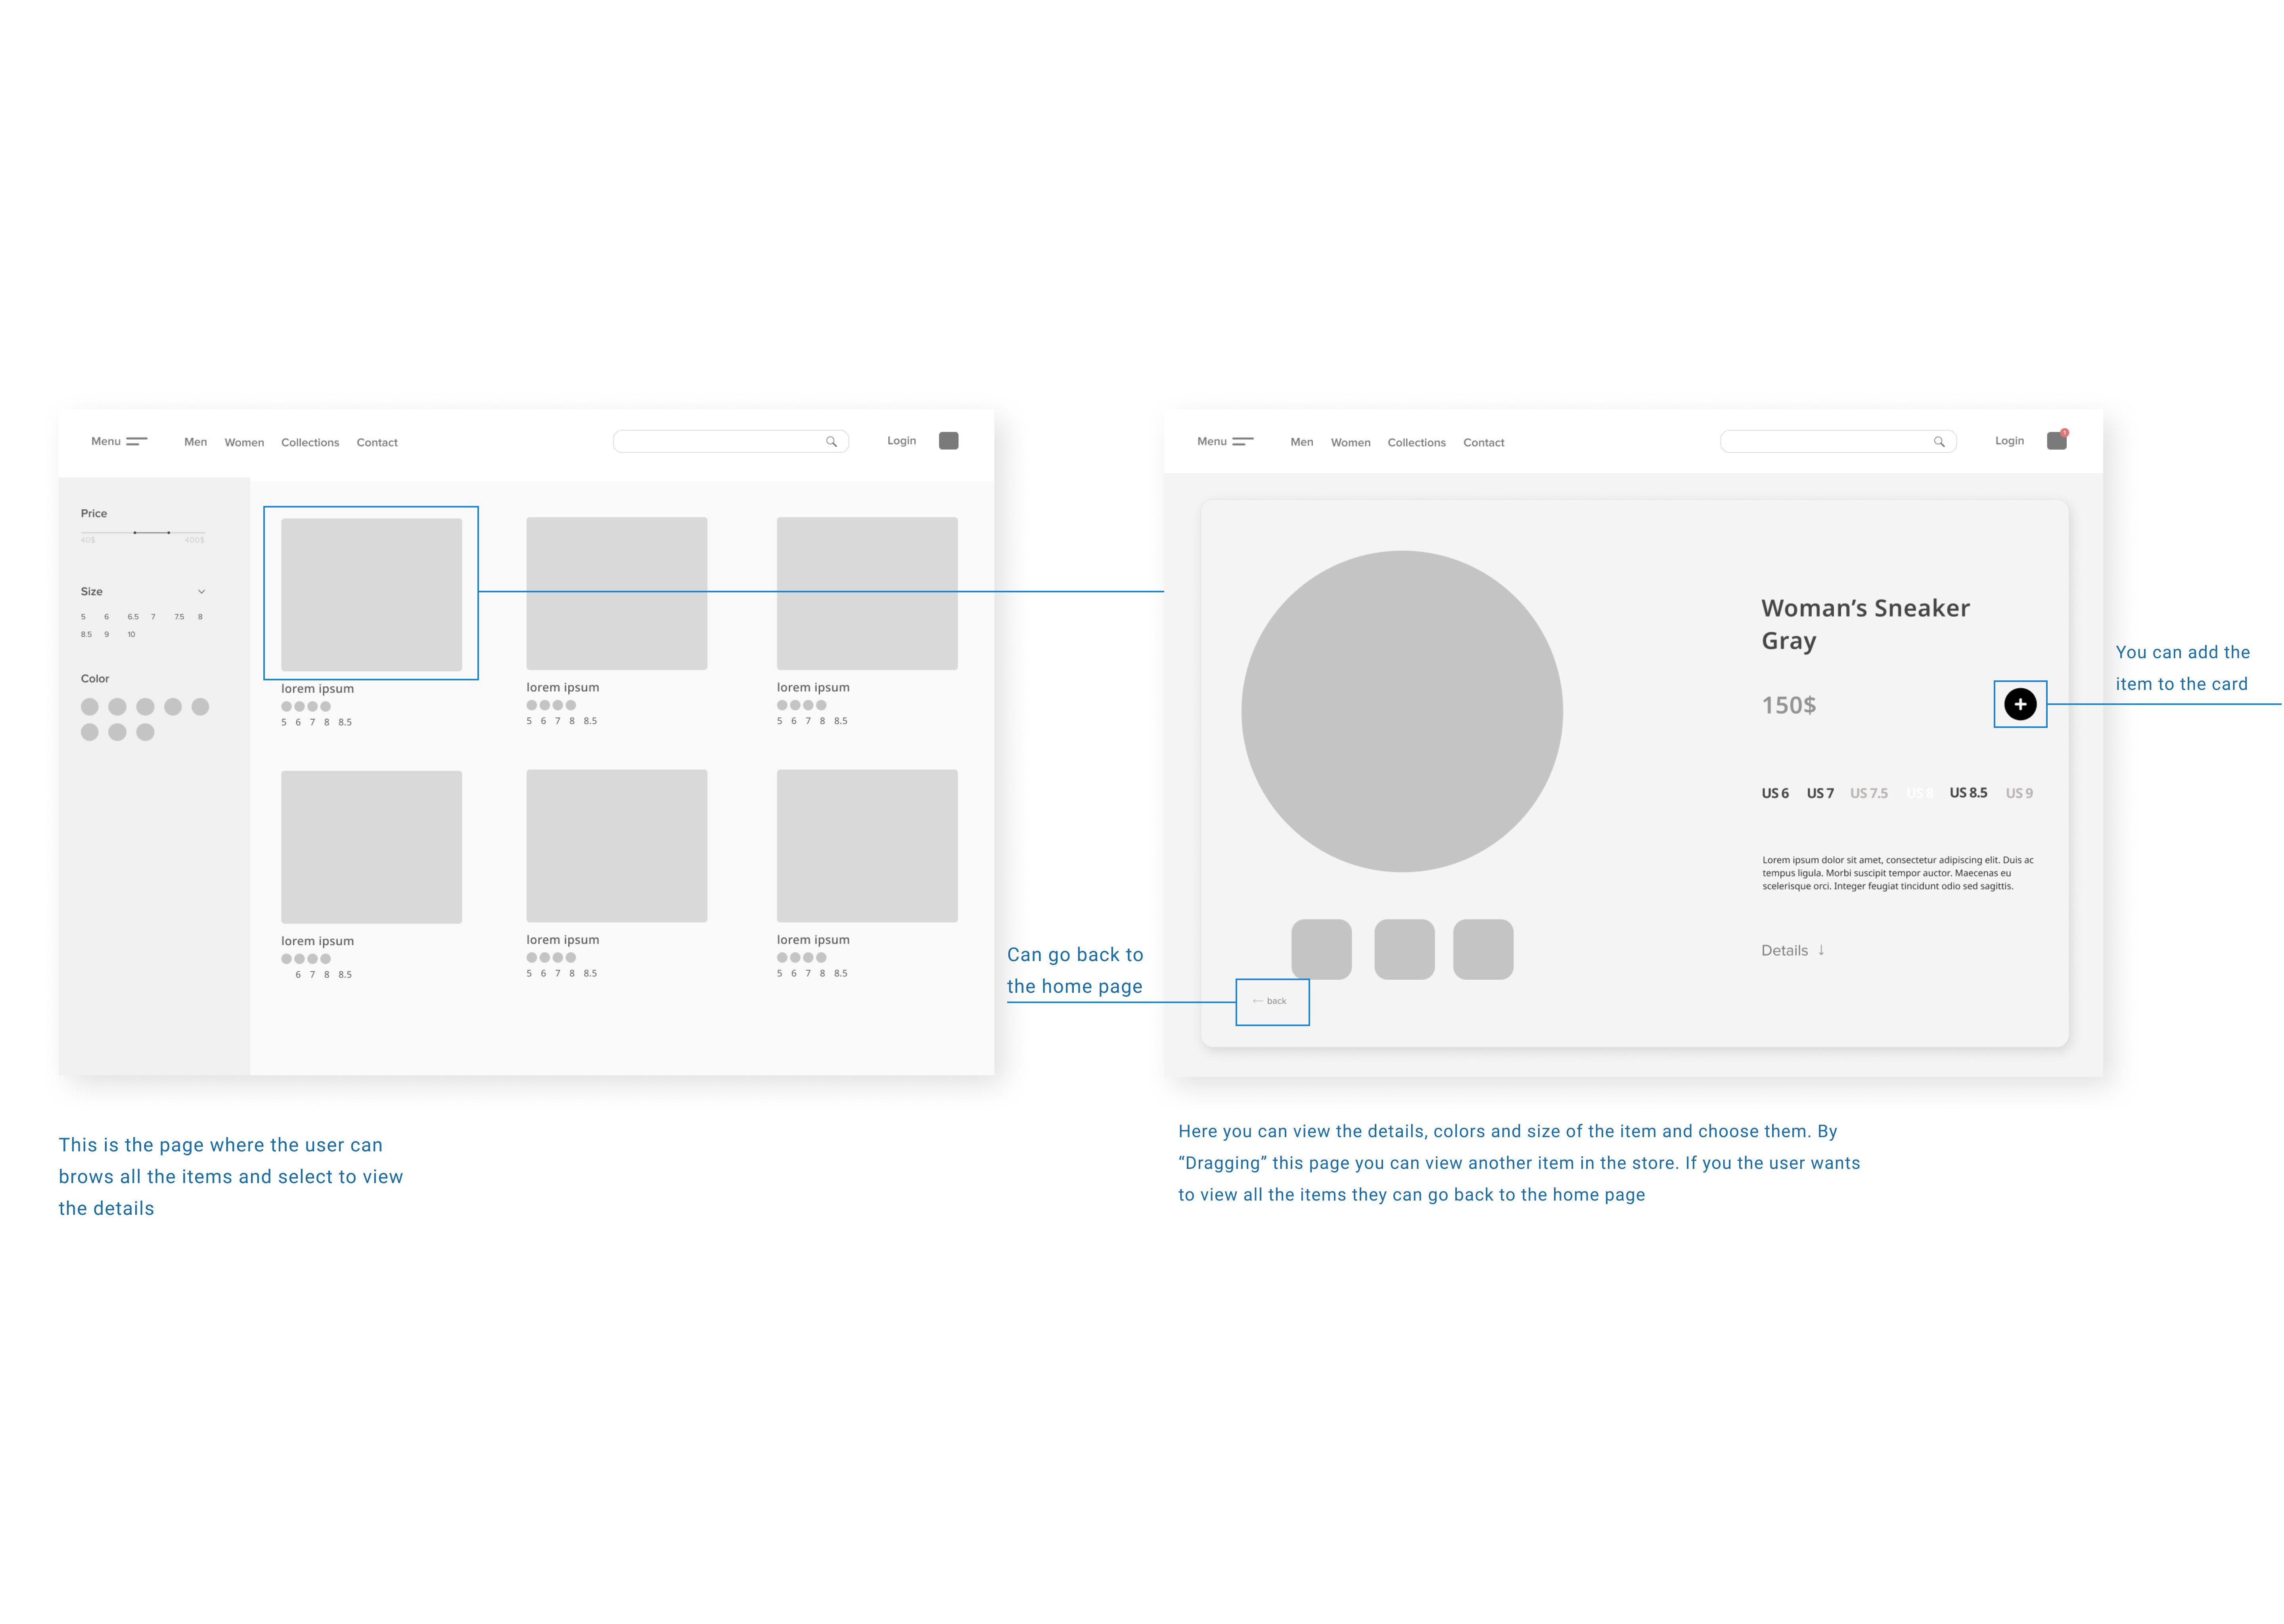 Menu
Men Women Collections Contact
Login
Price
40$ 400$
Size
5 6 6.5 7 7.5 8
8.5 9 10
Color
lorem ipsum
5 6 7 8 8.5
lorem ipsum
5 6 7 8 8.5
lorem ipsum
5 6 7 8 8.5
lorem ipsum
6 7 8 8.5
lorem ipsum
5 6 7 8 8.5
lorem ipsum
5 6 7 8 8.5
This is the page where the user can
brows all the items and select to view
the details
Can go back to
the home page
Menu
Men Women Collections Contact
Login
1
Woman’s Sneaker
Gray
150$
US 6 US 7 US 7.5 US 8 US 8.5 US 9
Lorem ipsum dolor sit amet, consectetur adipiscing elit. Duis ac
tempus ligula. Morbi suscipit tempor auctor. Maecenas eu
scelerisque orci. Integer feugiat tincidunt odio sed sagittis.
Details ↓
← back
You can add the
item to the card
Here you can view the details, colors and size of the item and choose them. By
“Dragging” this page you can view another item in the store. If you the user wants
to view all the items they can go back to the home page